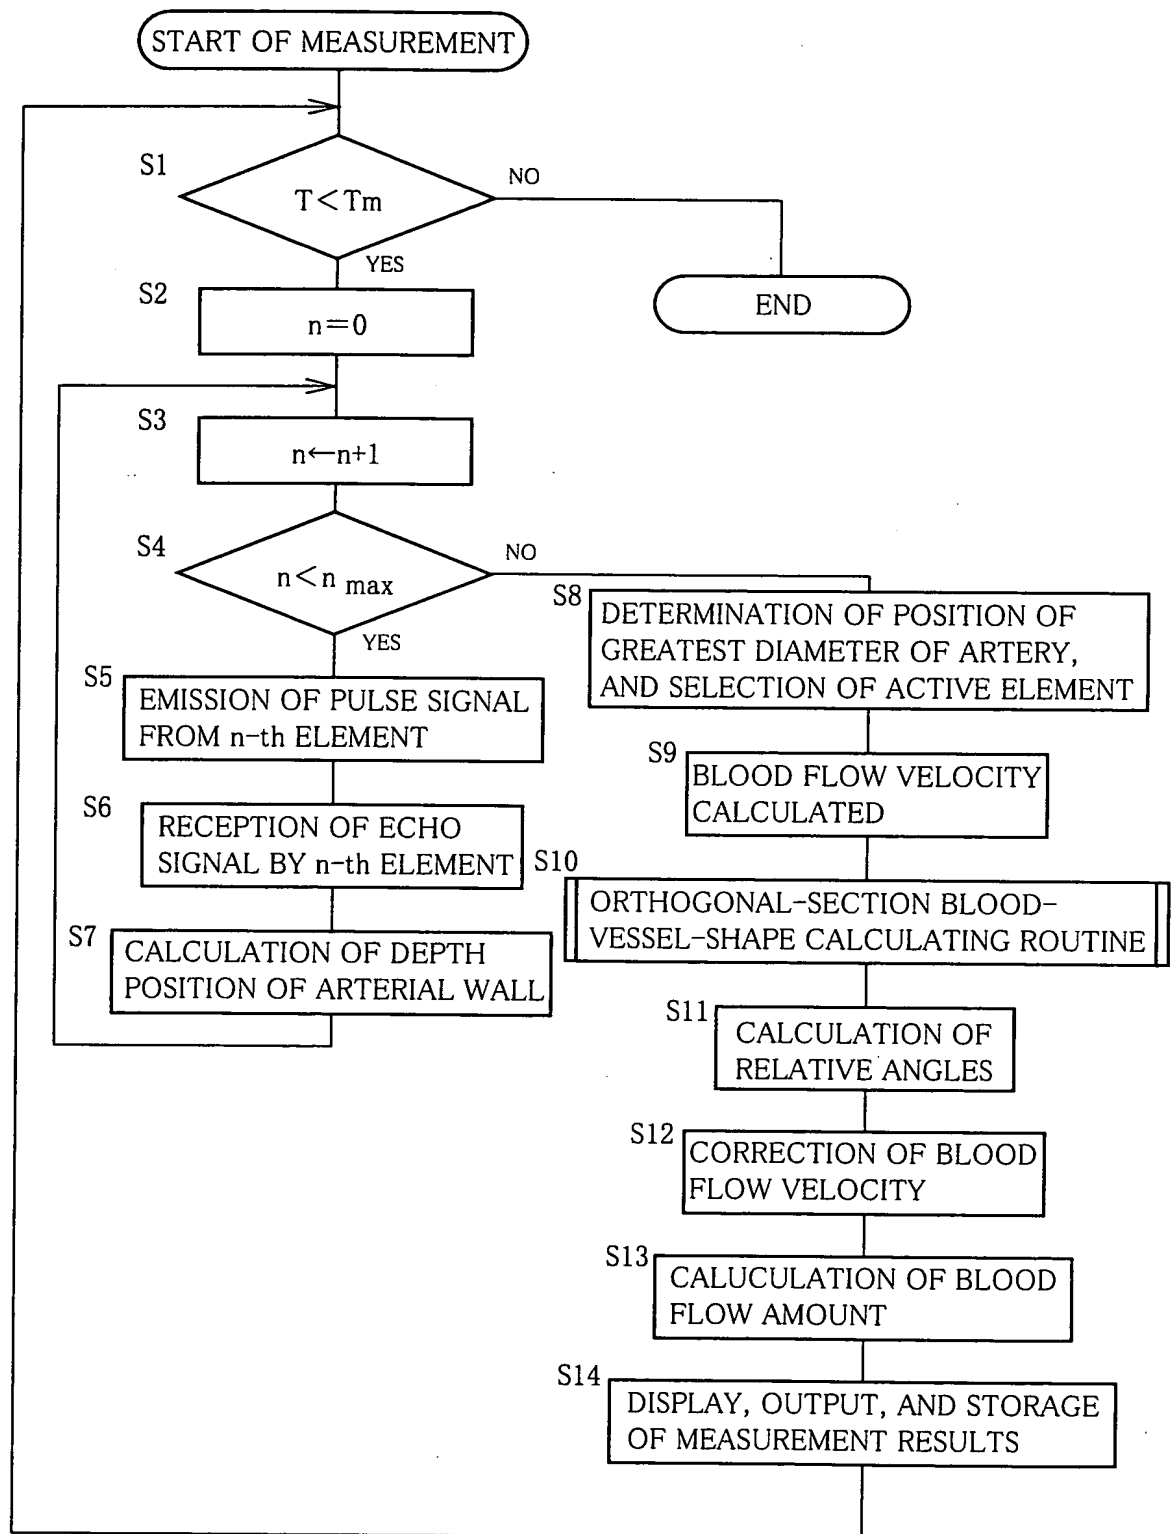 START OF MEASUREMENT
S1
T<Tm
NO
YES
END
S2
n=0
S3
n←n+1
S4
n<n max
NO
YES
S5
EMISSION OF PULSE SIGNAL
FROM n-th ELEMENT
S6
RECEPTION OF ECHO
SIGNAL BY n-th ELEMENT
S7
CALCULATION OF DEPTH
POSITION OF ARTERIAL WALL
S8
DETERMINATION OF POSITION OF
GREATEST DIAMETER OF ARTERY,
AND SELECTION OF ACTIVE ELEMENT
S9
BLOOD FLOW VELOCITY
CALCULATED
S10
ORTHOGONAL-SECTION BLOOD-
VESSEL-SHAPE CALCULATING ROUTINE
S11
CALCULATION OF
RELATIVE ANGLES
S12
CORRECTION OF BLOOD
FLOW VELOCITY
S13
CALUCULATION OF BLOOD
FLOW AMOUNT
S14
DISPLAY, OUTPUT, AND STORAGE
OF MEASUREMENT RESULTS